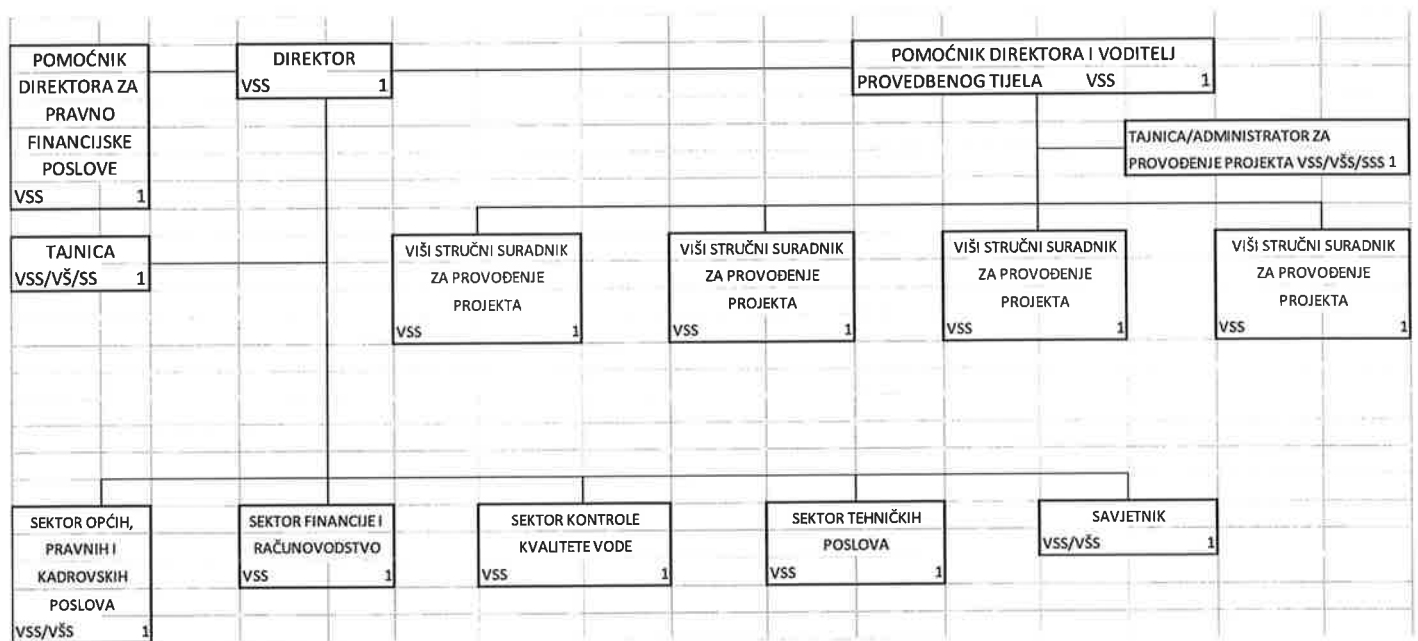 POMOĆNIK
DIREKTORA ZA
PRAVNO
FINANCIJSKE
POSLOVE
VSS 1
DIREKTOR
VSS 1
POMOĆNIK DIREKTORA I VODITELJ
PROVEDBENOG TIJELA VSS 1
TAJNICA/ADMINISTRATOR ZA
PROVOĐENJE PROJEKTA VSS/VŠS/SSS 1
TAJNICA
VSS/VŠ/SS 1
VIŠI STRUČNI SURADNIK
ZA PROVOĐENJE
PROJEKTA
VSS 1
VIŠI STRUČNI SURADNIK
ZA PROVOĐENJE
PROJEKTA
VSS 1
VIŠI STRUČNI SURADNIK
ZA PROVOĐENJE
PROJEKTA
VSS 1
VIŠI STRUČNI SURADNIK
ZA PROVOĐENJE
PROJEKTA
VSS 1
SEKTOR OPĆIH,
PRAVNIH I
KADROVSKIH
POSLOVA
VSS/VŠS 1
SEKTOR FINANCIJE I
RAČUNOVODSTVO
VSS 1
SEKTOR KONTROLE
KVALITETE VODE
VSS 1
SEKTOR TEHNIČKIH
POSLOVA
VSS 1
SAVJETNIK
VSS/VŠS 1